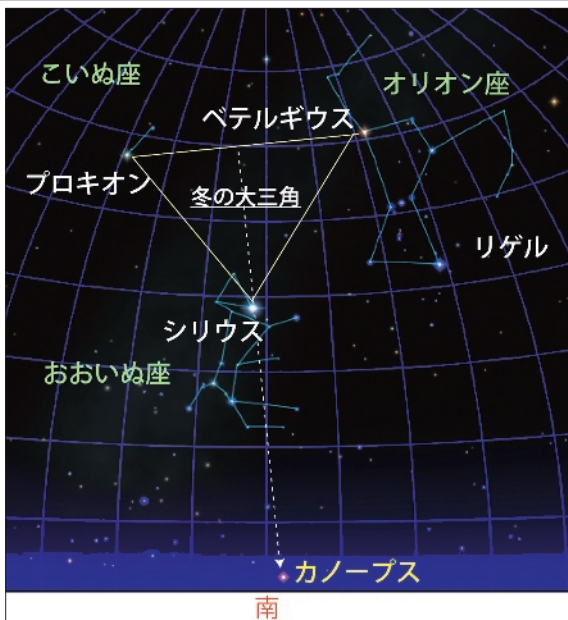 こいぬ座
オリオン座
ベテルギウス
プロキオン
冬の大三角
リゲル
シリウス
おおいぬ座
カノープス
南